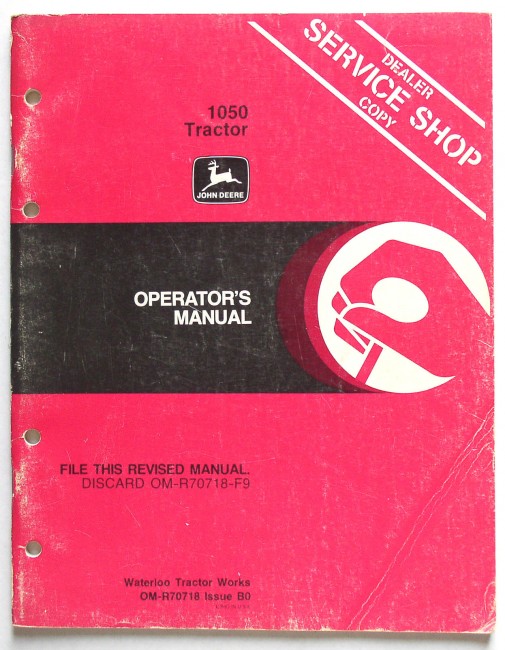 DEALER
SERVICE SHOP
COPY
1050
Tractor
JOHN DEERE
OPERATOR'S
MANUAL
FILE THIS REVISED MANUAL.
DISCARD OM-R70718-F9
Waterloo Tractor Works
OM-R70718 Issue B0